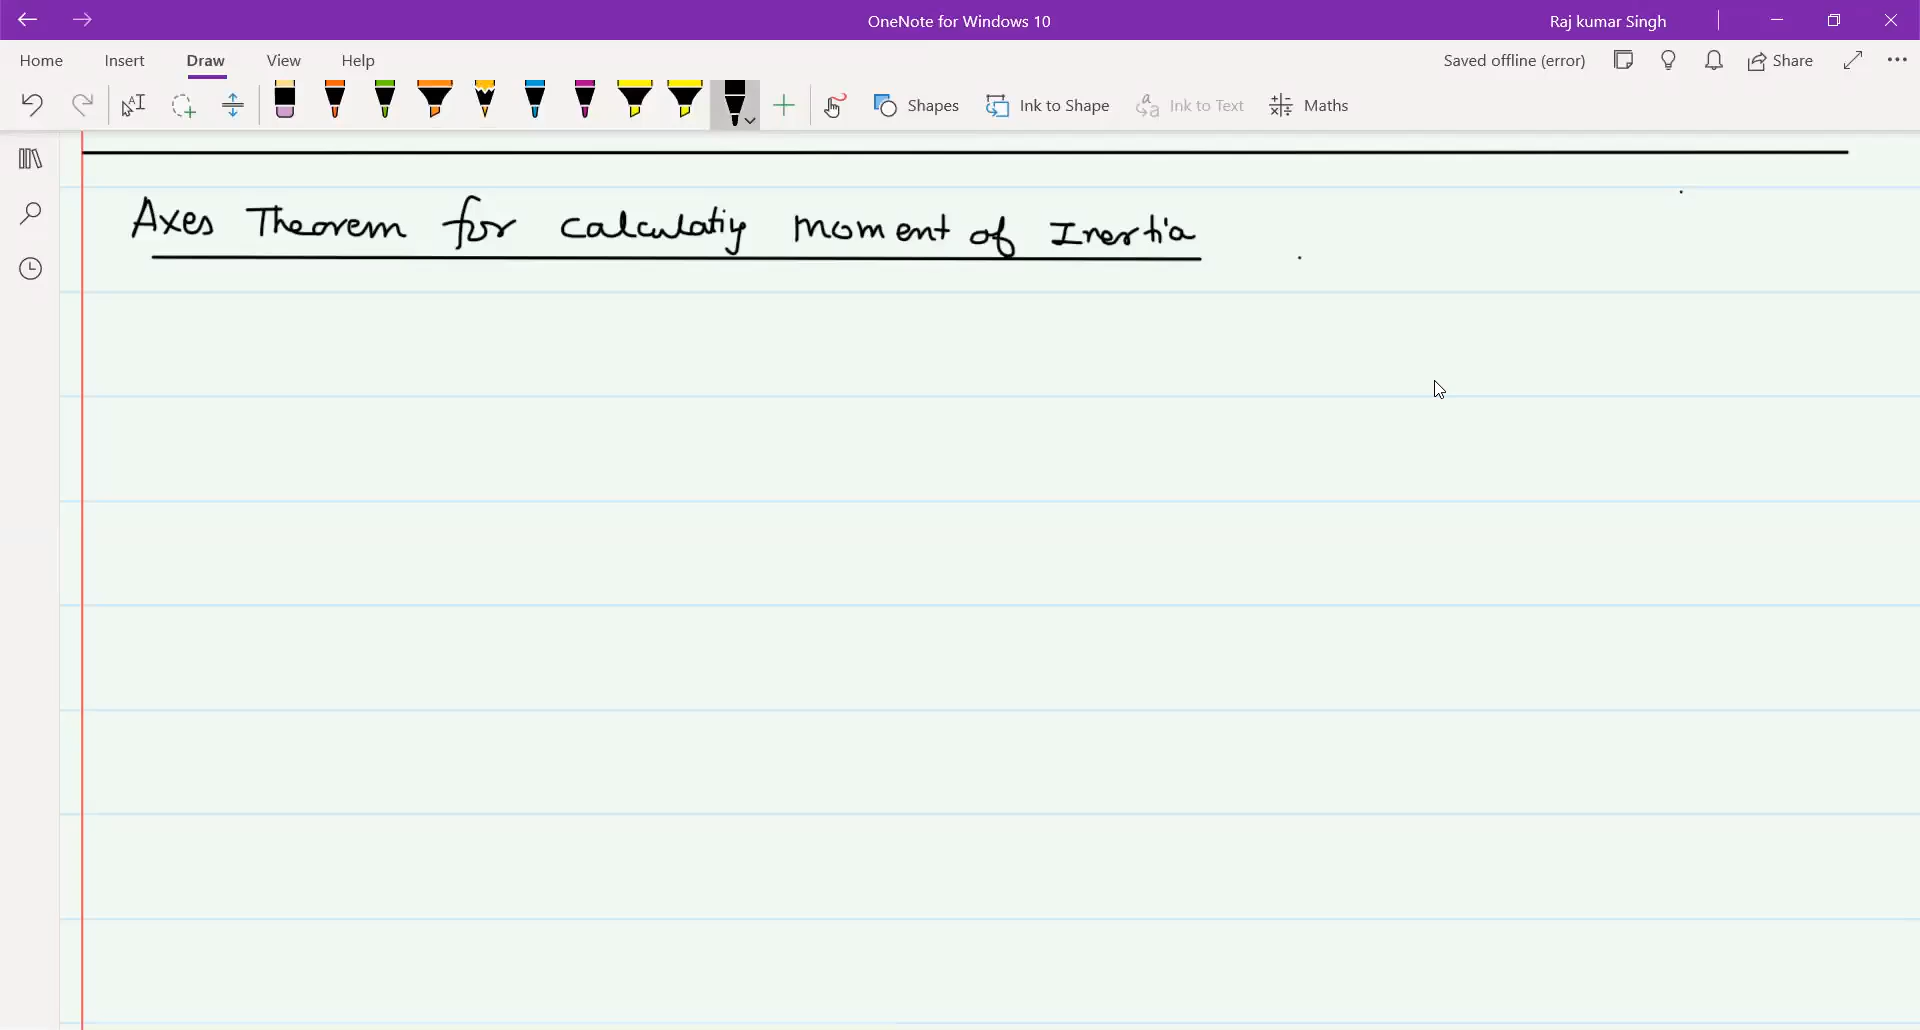 OneNote for Windows 10
Raj kumar Singh
Home Insert Draw View Help
Saved offline (error) Share
Shapes Ink to Shape Ink to Text Maths
Axes Theorem for calculatiy moment of Inertia